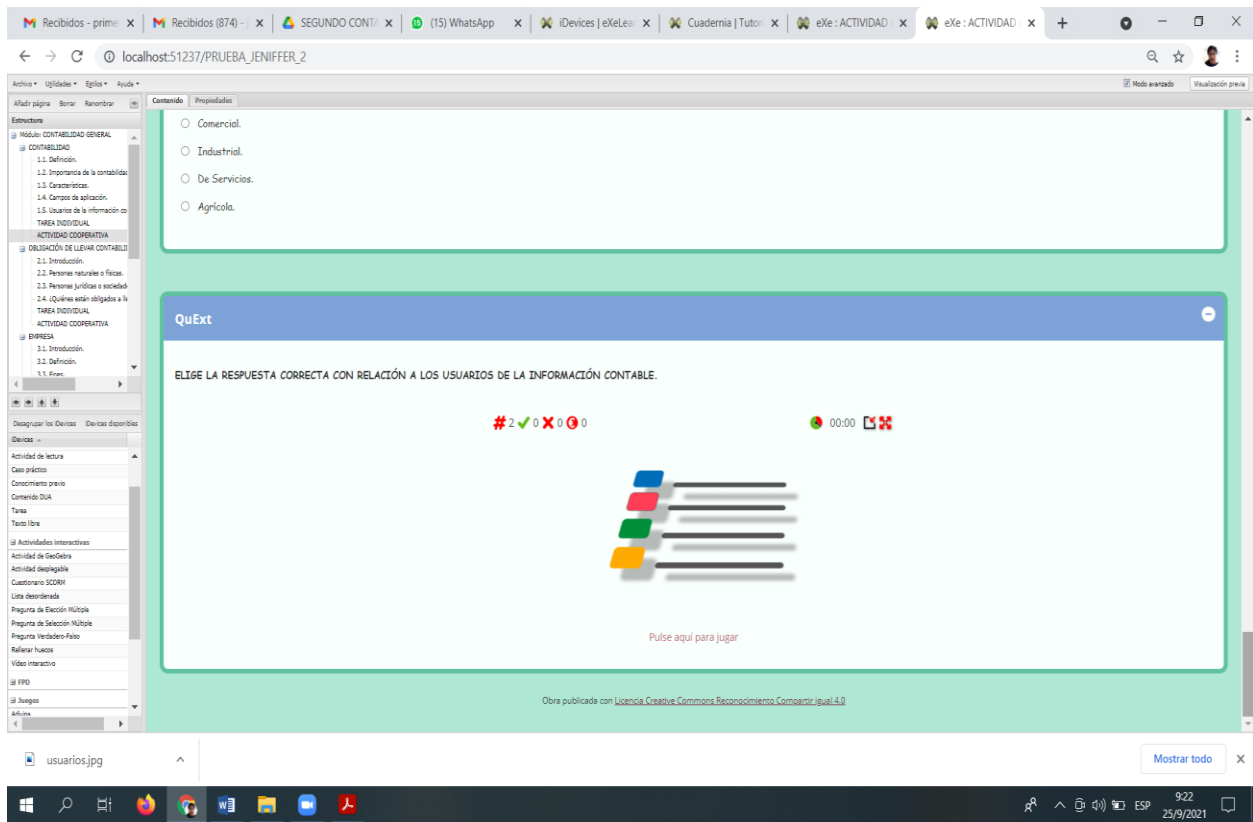 Recibidos - prime
Recibidos (874) - j
SEGUNDO CONTA
(15) WhatsApp
iDevices | eXeLear
Cuadernia | Tutori
eXe : ACTIVIDAD
eXe : ACTIVIDAD
localhost:51237/PRUEBA_JENIFFER_2
Archivo Utilidades Estilos Ayuda
Modo avanzado
Visualización previa
Añadir página Borrar Renombrar
Contenido Propiedades
Estructura
Módulo: CONTABILIDAD GENERAL
CONTABILIDAD
1.1. Definición.
1.2. Importancia de la contabilidad
1.3. Características.
1.4. Campos de aplicación.
1.5. Usuarios de la información co
TAREA INDIVIDUAL
ACTIVIDAD COOPERATIVA
OBLIGACIÓN DE LLEVAR CONTABILI
2.1. Introducción.
2.2. Personas naturales o físicas.
2.3. Personas jurídicas o sociedade
2.4. ¿Quiénes están obligados a lle
TAREA INDIVIDUAL
ACTIVIDAD COOPERATIVA
EMPRESA
3.1. Introducción.
3.2. Definición.
3.3. Fines.
Desagrupar los iDevices iDevices disponibles
iDevices
Actividad de lectura
Caso práctico
Conocimiento previo
Contenido DUA
Tarea
Texto libre
Actividades interactivas
Actividad de GeoGebra
Actividad desplegable
Cuestionario SCORM
Lista desordenada
Pregunta de Elección Múltiple
Pregunta de Selección Múltiple
Pregunta Verdadero-Falso
Rellenar huecos
Vídeo interactivo
FPD
Juegos
Adivina
Comercial.
Industrial.
De Servicios.
Agrícola.
QuExt
ELIGE LA RESPUESTA CORRECTA CON RELACIÓN A LOS USUARIOS DE LA INFORMACIÓN CONTABLE.
2 0 0 0
00:00
Pulse aquí para jugar
Obra publicada con Licencia Creative Commons Reconocimiento Compartir igual 4.0
usuarios.jpg
Mostrar todo
ESP
9:22
25/9/2021